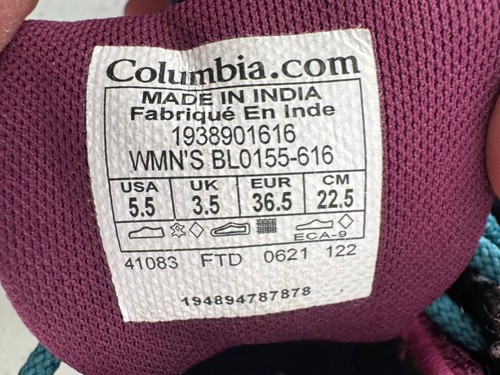 Columbia.com
MADE IN INDIA
Fabriqué En Inde
1938901616
WMN'S BL0155-616
USA UK EUR CM
5.5 3.5 36.5 22.5
ECA-9
41083 FTD 0621 122
194894787878